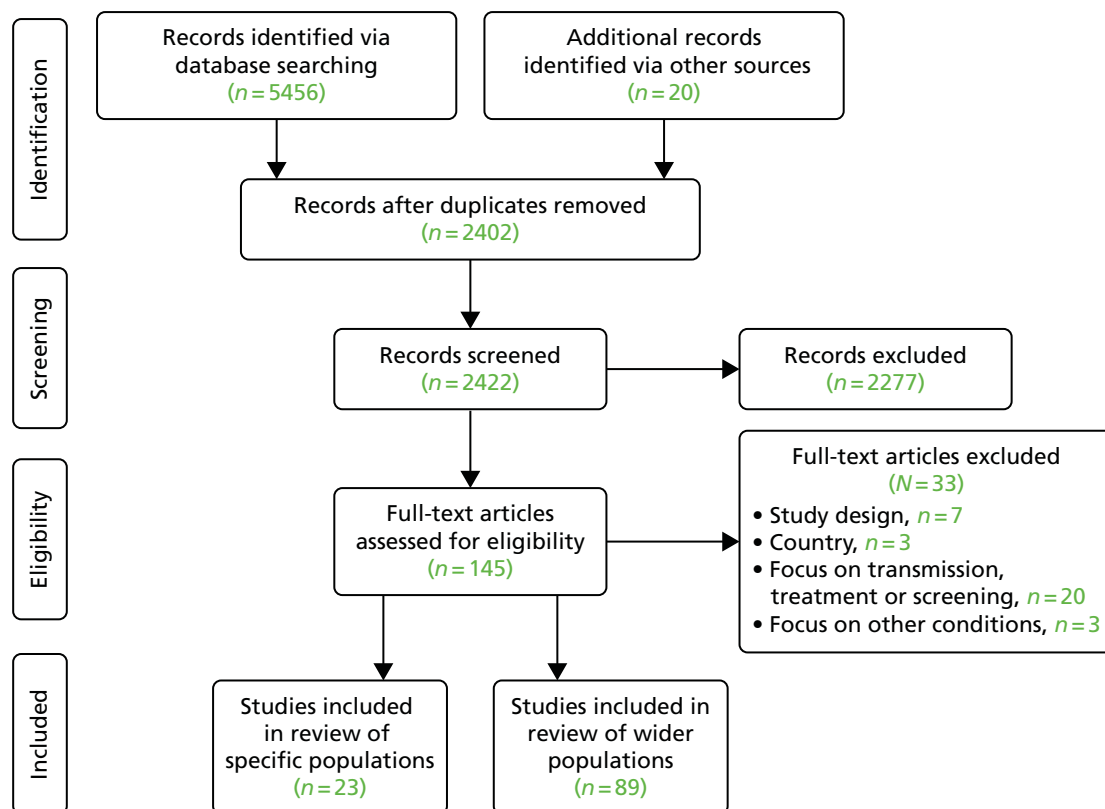 Identification
Records identified via
database searching
(n = 5456)
Additional records
identified via other sources
(n = 20)
Records after duplicates removed
(n = 2402)
Screening
Records screened
(n = 2422)
Records excluded
(n = 2277)
Eligibility
Full-text articles
assessed for eligibility
(n = 145)
Full-text articles excluded
(N = 33)
• Study design, n = 7
• Country, n = 3
• Focus on transmission,
treatment or screening, n = 20
• Focus on other conditions, n = 3
Included
Studies included
in review of
specific populations
(n = 23)
Studies included in
review of wider
populations
(n = 89)